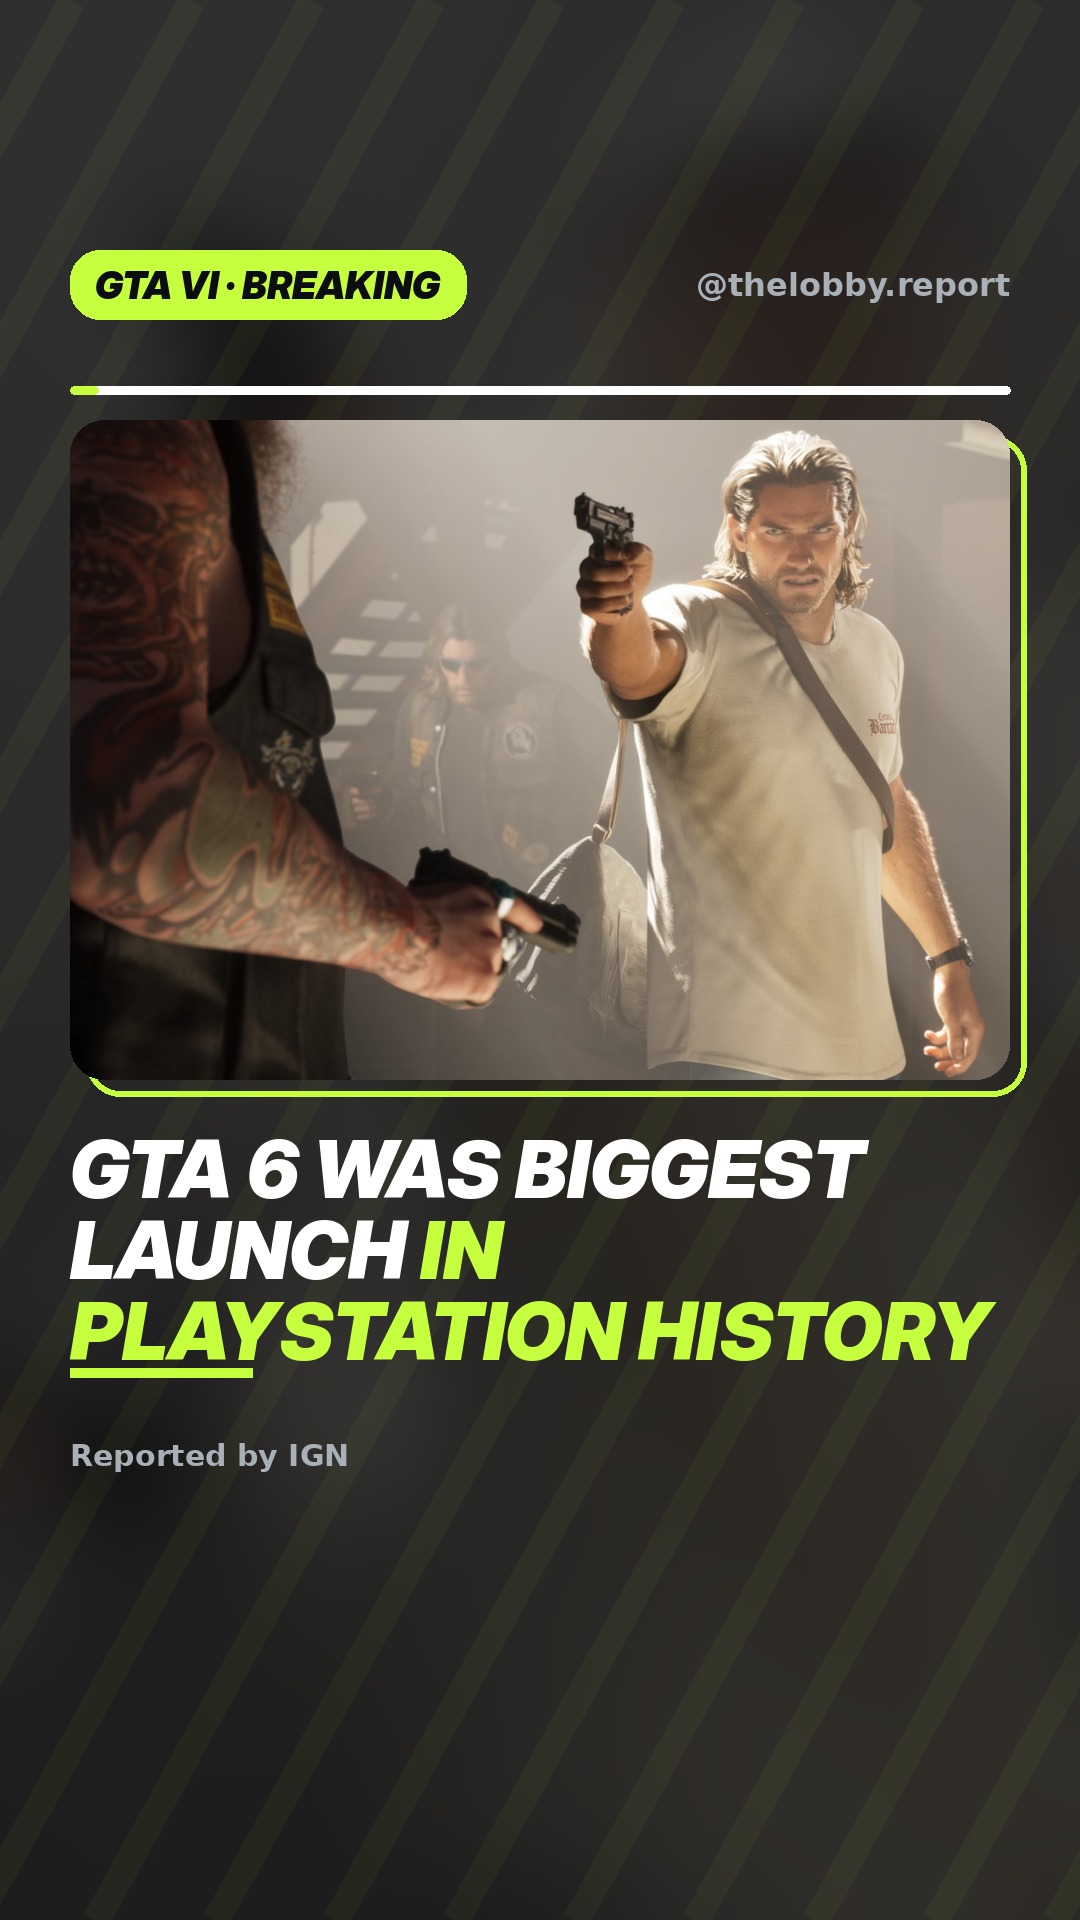 GTA VI · BREAKING
@thelobby.report
GTA 6 WAS BIGGEST
LAUNCH IN
PLAYSTATION HISTORY
Reported by IGN